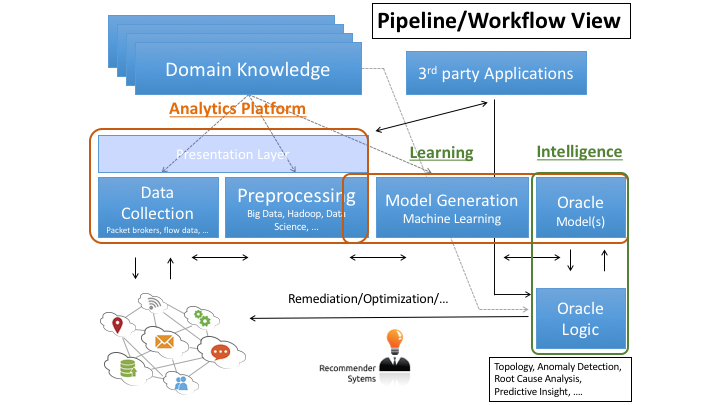 Pipeline/Workflow View
Domain Knowledge
3rd party Applications
Analytics Platform
Learning
Intelligence
Presentation Layer
Data
Collection
Packet brokers, flow data, ...
Preprocessing
Big Data, Hadoop, Data
Science, ...
Model Generation
Machine Learning
Oracle
Model(s)
Remediation/Optimization/...
Oracle
Logic
Recommender
Sytems
Topology, Anomaly Detection,
Root Cause Analysis,
Predictive Insight, ....